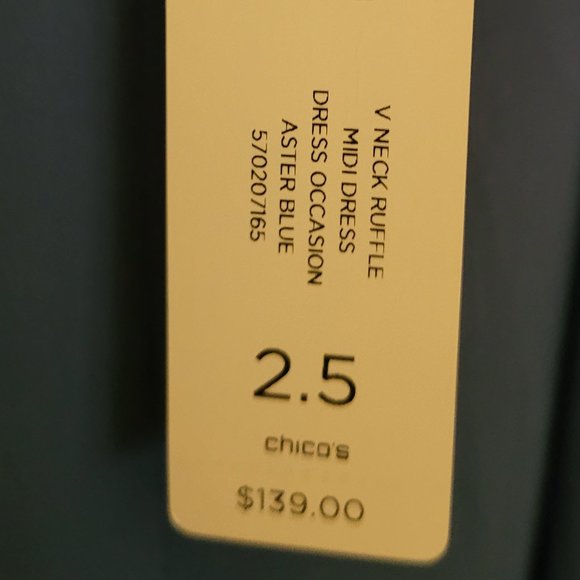 V NECK RUFFLE
MIDI DRESS
DRESS OCCASION
ASTER BLUE
570207165
2.5
chico's
$139.00